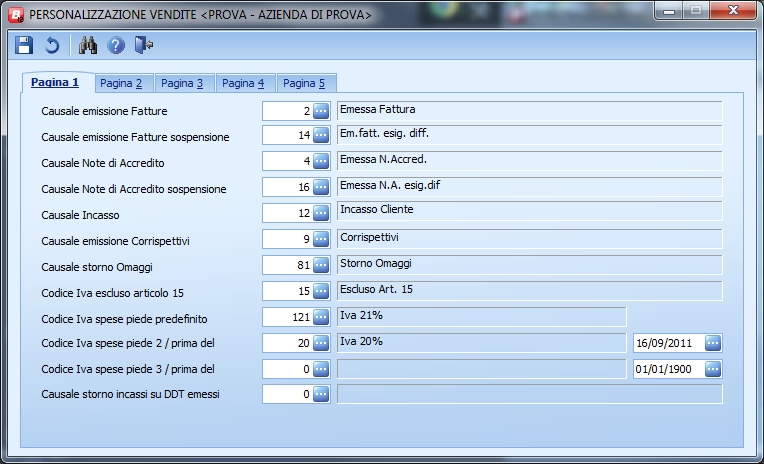 PERSONALIZZAZIONE VENDITE <PROVA - AZIENDA DI PROVA>
Pagina 1 Pagina 2 Pagina 3 Pagina 4 Pagina 5
Causale emissione Fatture 2 Emessa Fattura
Causale emissione Fatture sospensione 14 Em.fatt. esig. diff.
Causale Note di Accredito 4 Emessa N.Accred.
Causale Note di Accredito sospensione 16 Emessa N.A. esig.dif
Causale Incasso 12 Incasso Cliente
Causale emissione Corrispettivi 9 Corrispettivi
Causale storno Omaggi 81 Storno Omaggi
Codice Iva escluso articolo 15 15 Escluso Art. 15
Codice Iva spese piede predefinito 121 Iva 21%
Codice Iva spese piede 2 / prima del 20 Iva 20% 16/09/2011
Codice Iva spese piede 3 / prima del 0 01/01/1900
Causale storno incassi su DDT emessi 0